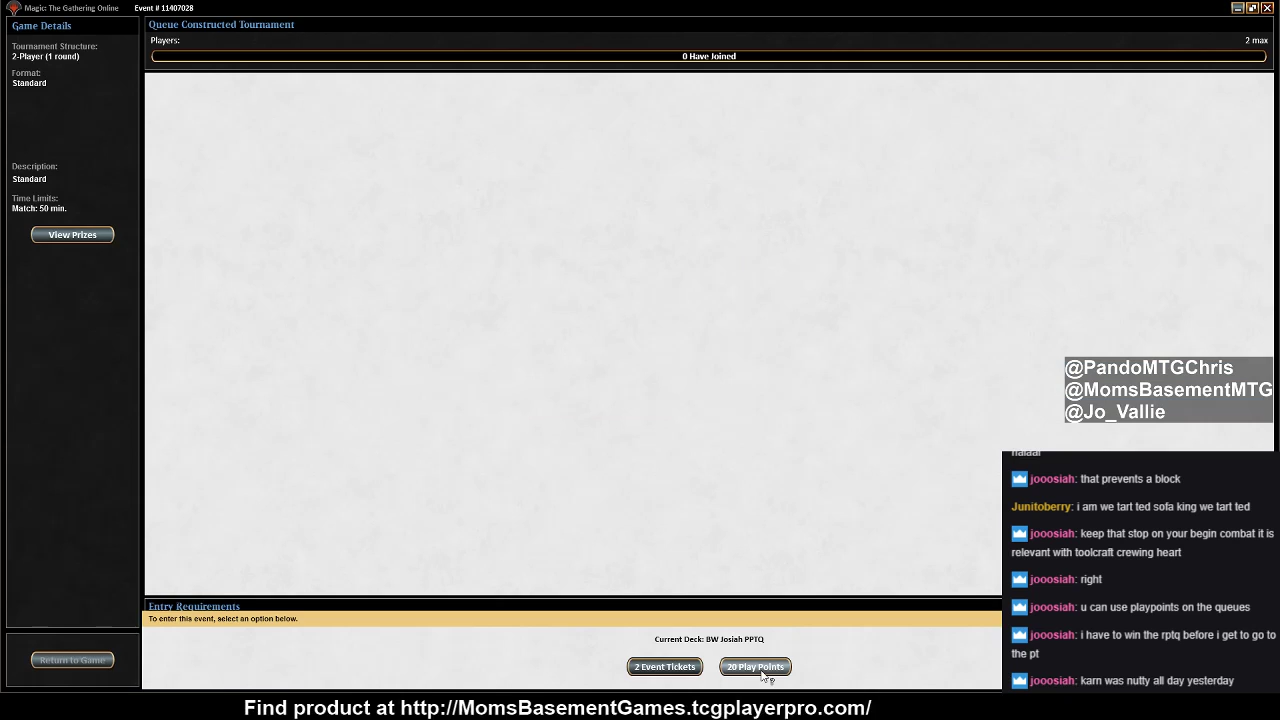 Magic: The Gathering Online
Event # 11407028
Game Details
Queue Constructed Tournament
Tournament Structure:
2-Player (1 round)
Players:
2 max
0 Have Joined
Format:
Standard
Description:
Standard
Time Limits:
Match: 50 min.
View Prizes
@PandoMTGChris
@MomsBasementMTG
@Jo_Vallie
jooosiah: that prevents a block
Junitoberry: i am we tart ted sofa king we tart ted
jooosiah: keep that stop on your begin combat it is
relevant with toolcraft crewing heart
jooosiah: right
jooosiah: u can use playpoints on the queues
jooosiah: i have to win the rptq before i get to go to
the pt
jooosiah: karn was nutty all day yesterday
Entry Requirements
To enter this event, select an option below.
Current Deck: BW Josiah PPTQ
2 Event Tickets
20 Play Points
Return to Game
Find product at http://MomsBasementGames.tcgplayerpro.com/